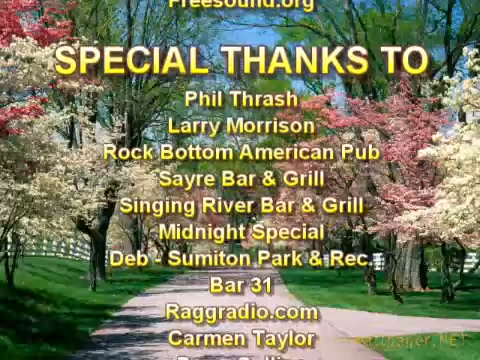 Freesound.org
SPECIAL THANKS TO
Phil Thrash
Larry Morrison
Rock Bottom American Pub
Sayre Bar & Grill
Singing River Bar & Grill
Midnight Special
Deb - Sumiton Park & Rec.
Bar 31
Raggradio.com
Carmen Taylor